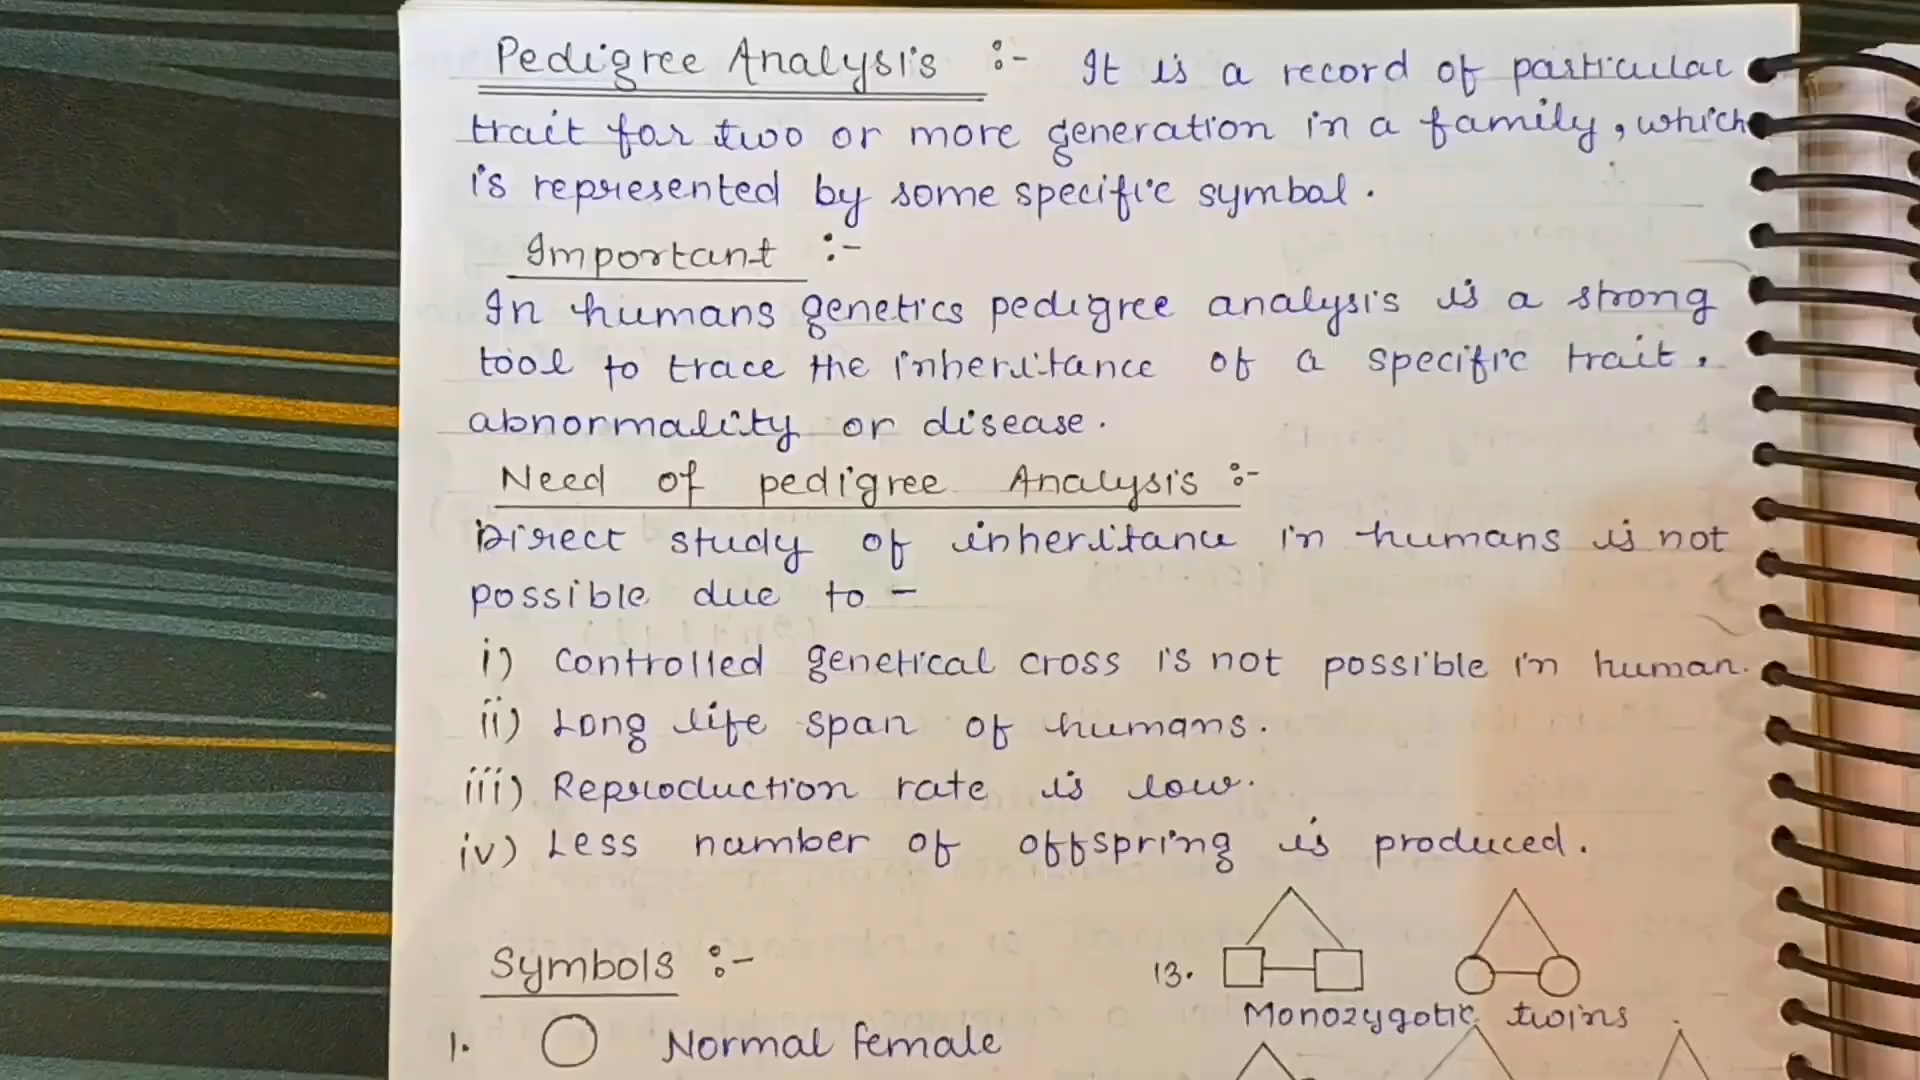 Pedigree Analysis :- It is a record of particular
trait for two or more generation in a family, which
is represented by some specific symbol.
Important :-
In humans genetics pedigree analysis is a strong
tool to trace the inheritance of a specific trait,
abnormality or disease.
Need of pedigree Analysis :-
Direct study of inheritance in humans is not
possible due to -
i) Controlled genetical cross is not possible in human.
ii) Long life span of humans.
iii) Reproduction rate is low.
iv) Less number of offspring is produced.
Symbols :-
1. Normal female
13.
Monozygotic twins